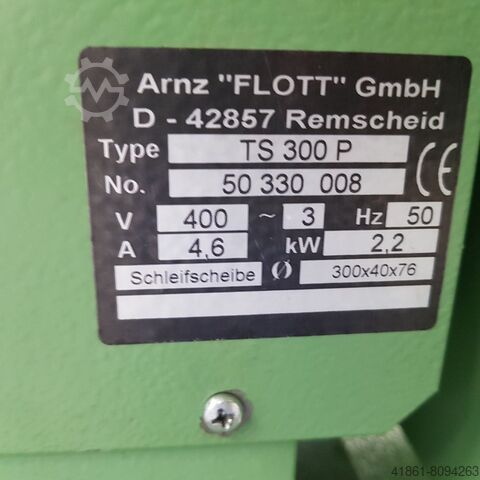 Arnz "FLOTT" GmbH
D - 42857 Remscheid
Type TS 300 P
No. 50 330 008 CE
V 400 ~ 3 Hz 50
A 4,6 kW 2,2
Schleifscheibe Ø 300x40x76
41861-8094263